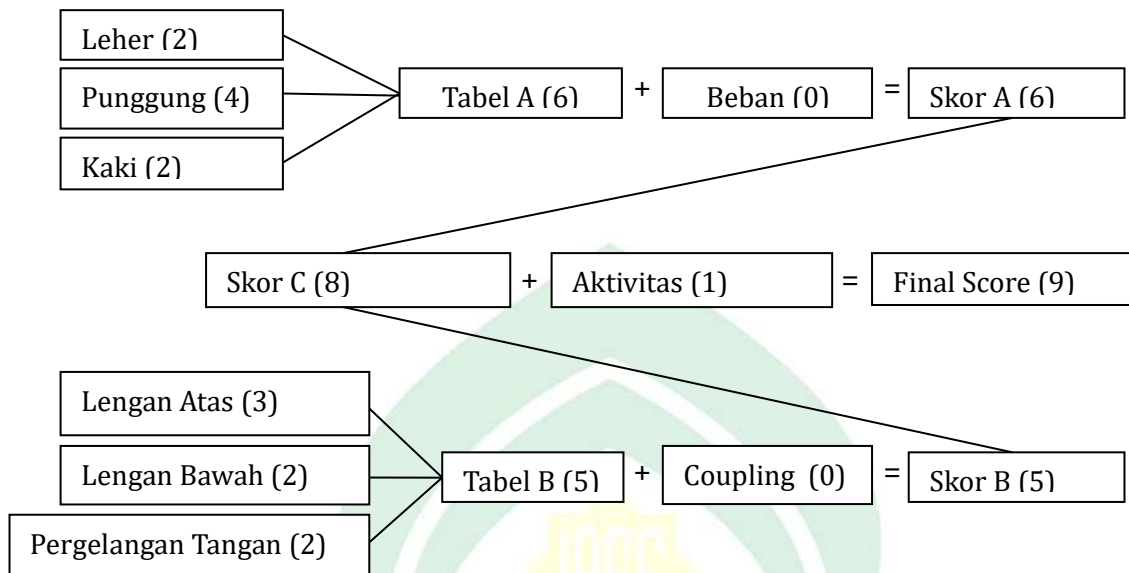 Leher (2)
Punggung (4)
Kaki (2)
Tabel A (6) + Beban (0) = Skor A (6)
Skor C (8) + Aktivitas (1) = Final Score (9)
Lengan Atas (3)
Lengan Bawah (2)
Pergelangan Tangan (2)
Tabel B (5) + Coupling (0) = Skor B (5)